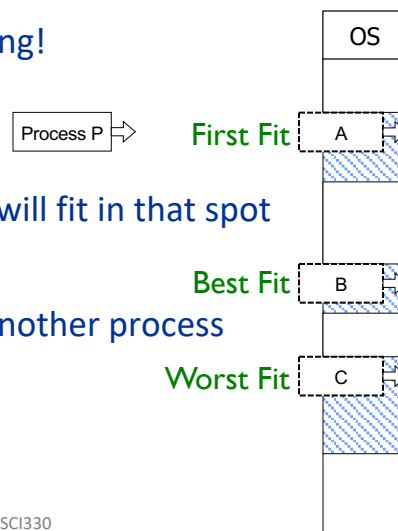 ng!
OS
Process P
First Fit
A
will fit in that spot
Best Fit
B
nother process
Worst Fit
C
SCI330